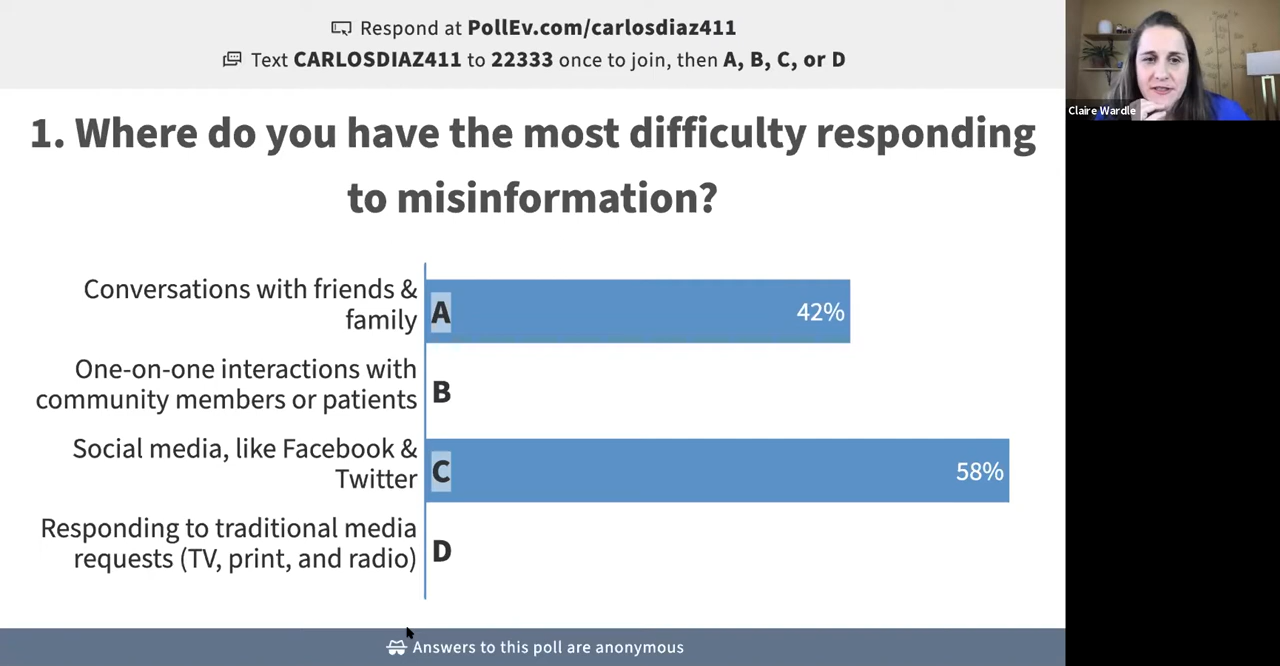 Respond at PollEv.com/carlosdiaz411
Text CARLOSDIAZ411 to 22333 once to join, then A, B, C, or D
Claire Wardle
1. Where do you have the most difficulty responding
to misinformation?
Conversations with friends &
family
A
42%
One-on-one interactions with
community members or patients
B
Social media, like Facebook &
Twitter
C
58%
Responding to traditional media
requests (TV, print, and radio)
D
Answers to this poll are anonymous